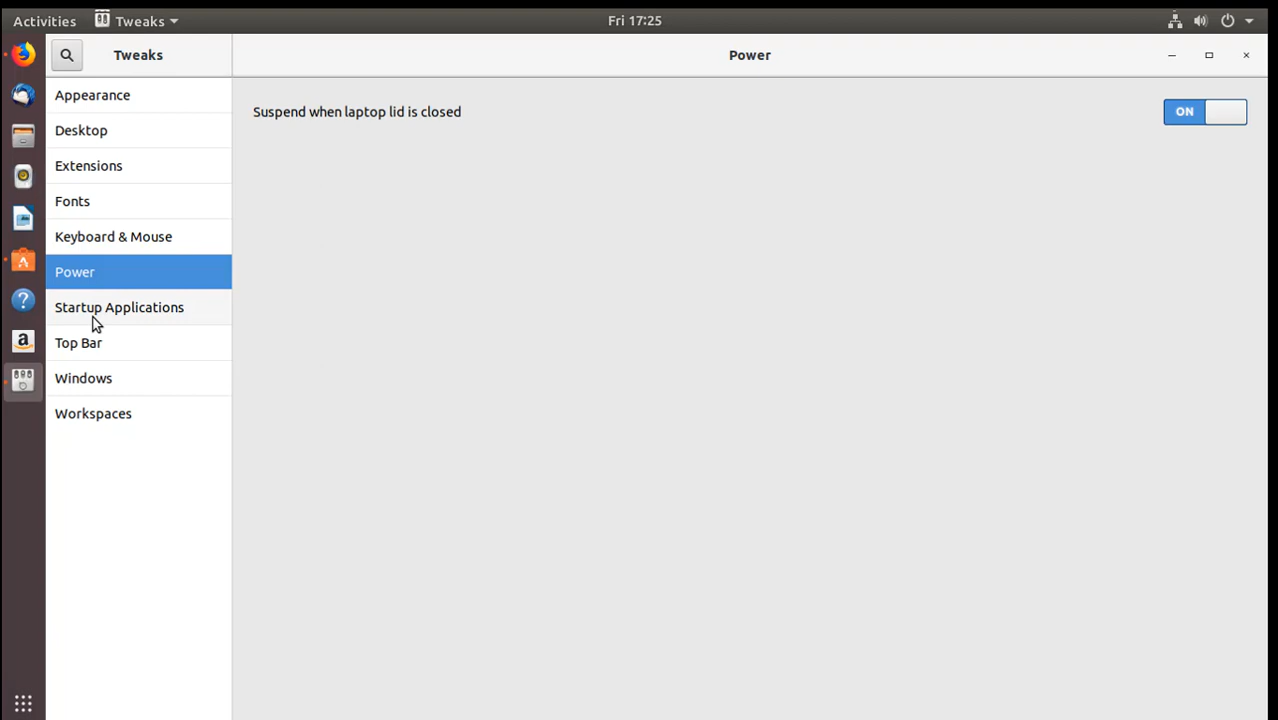 Activities
Tweaks
Fri 17:25
Tweaks
Power
Appearance
Desktop
Extensions
Fonts
Keyboard & Mouse
Power
Startup Applications
Top Bar
Windows
Workspaces
Suspend when laptop lid is closed
ON